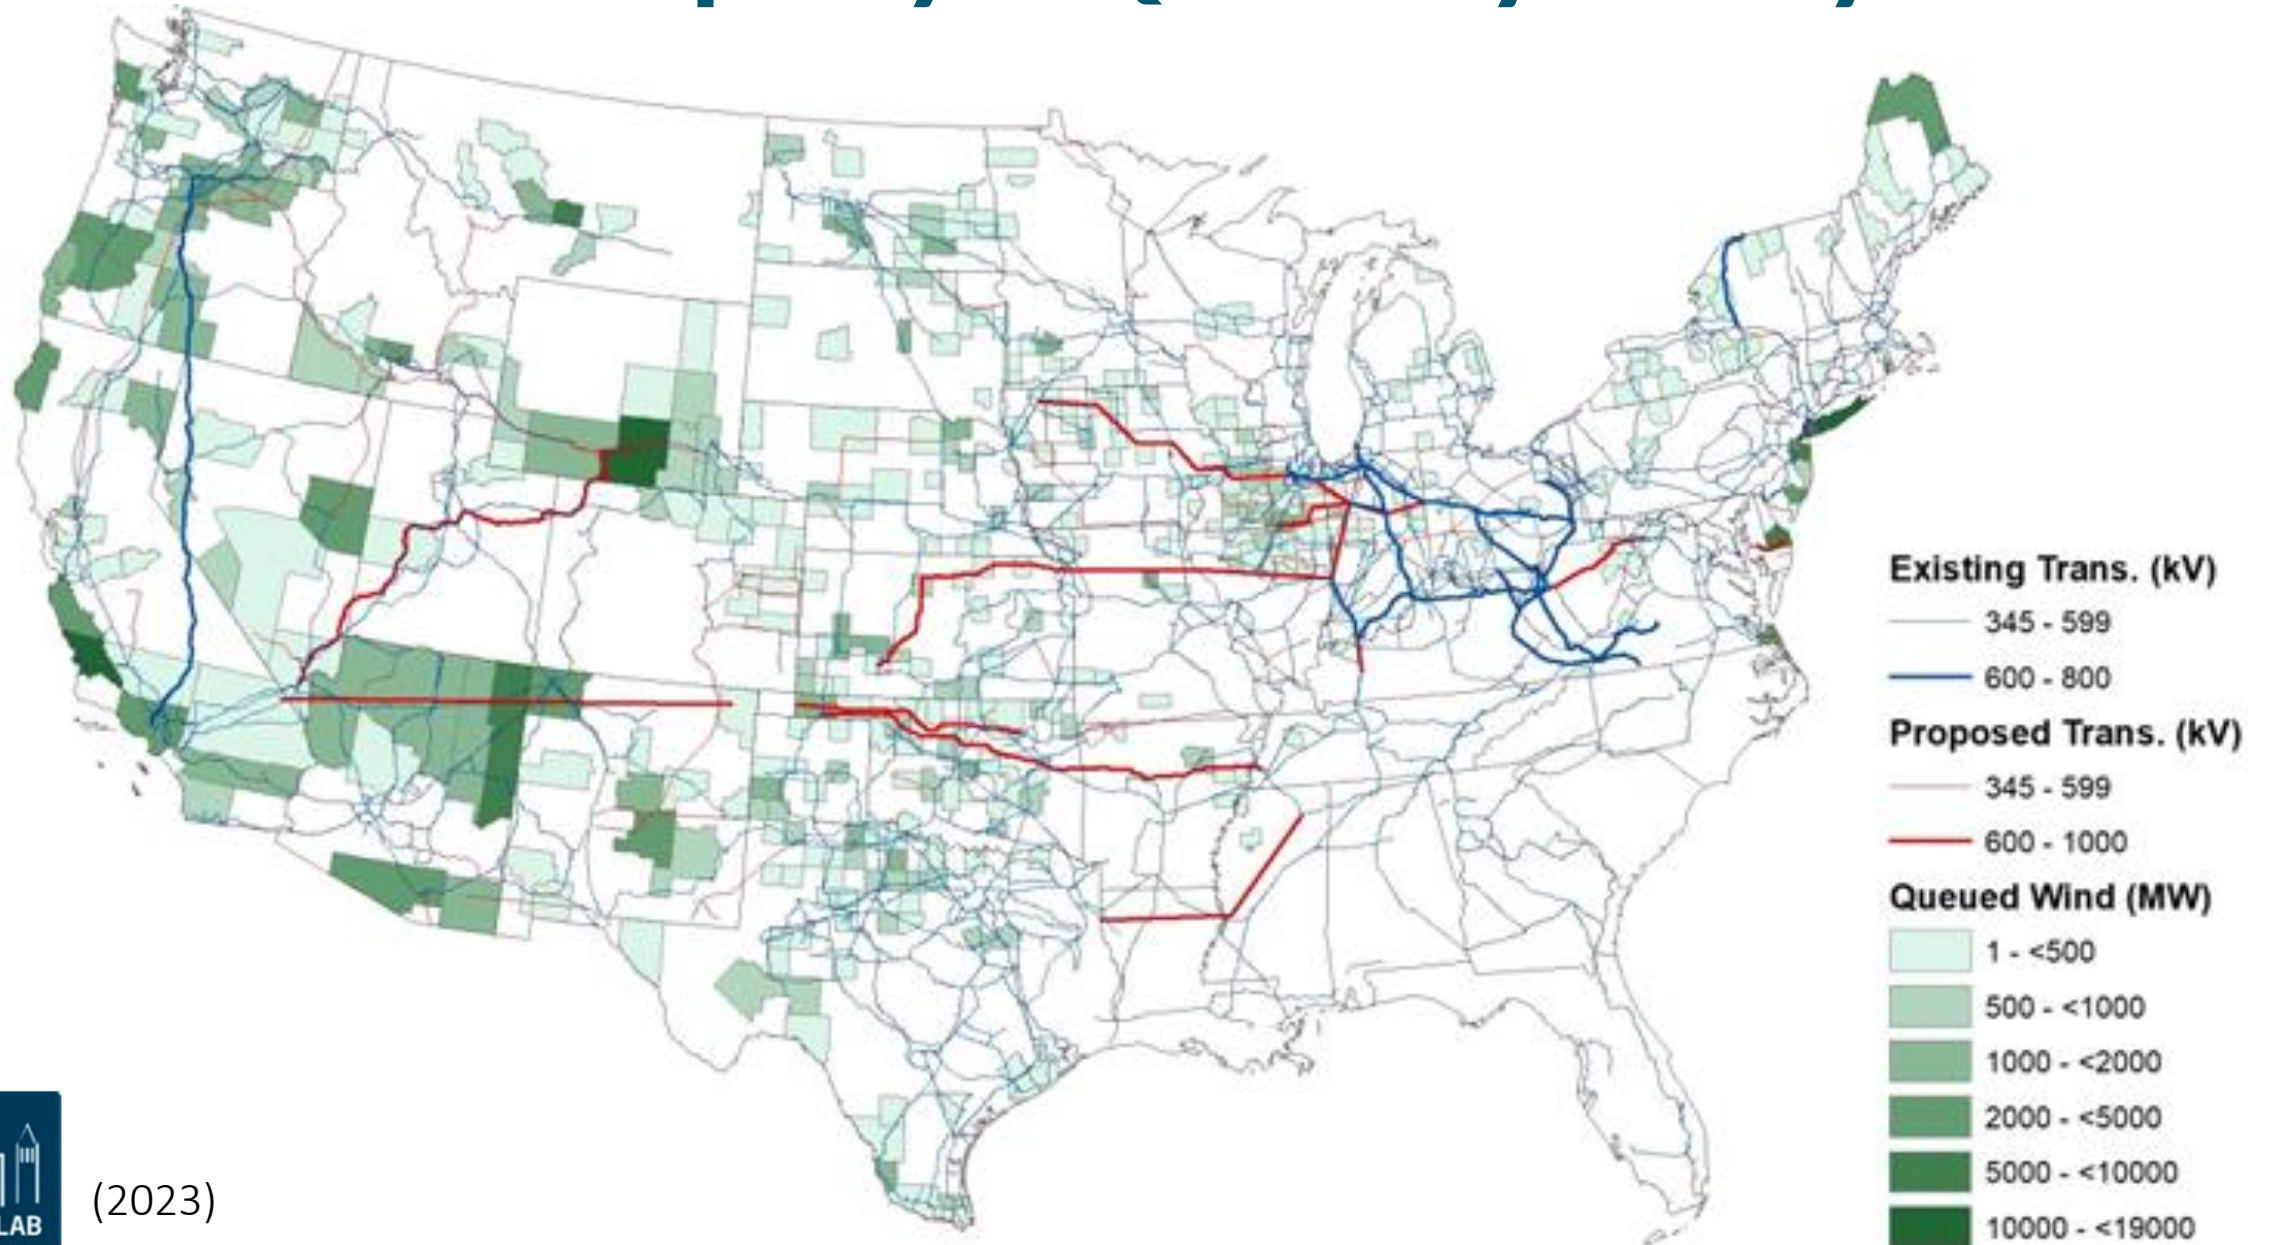 Existing Trans. (kV)
345 - 599
600 - 800
Proposed Trans. (kV)
345 - 599
600 - 1000
Queued Wind (MW)
1 - <500
500 - <1000
1000 - <2000
2000 - <5000
5000 - <10000
10000 - <19000
(2023)
LAB